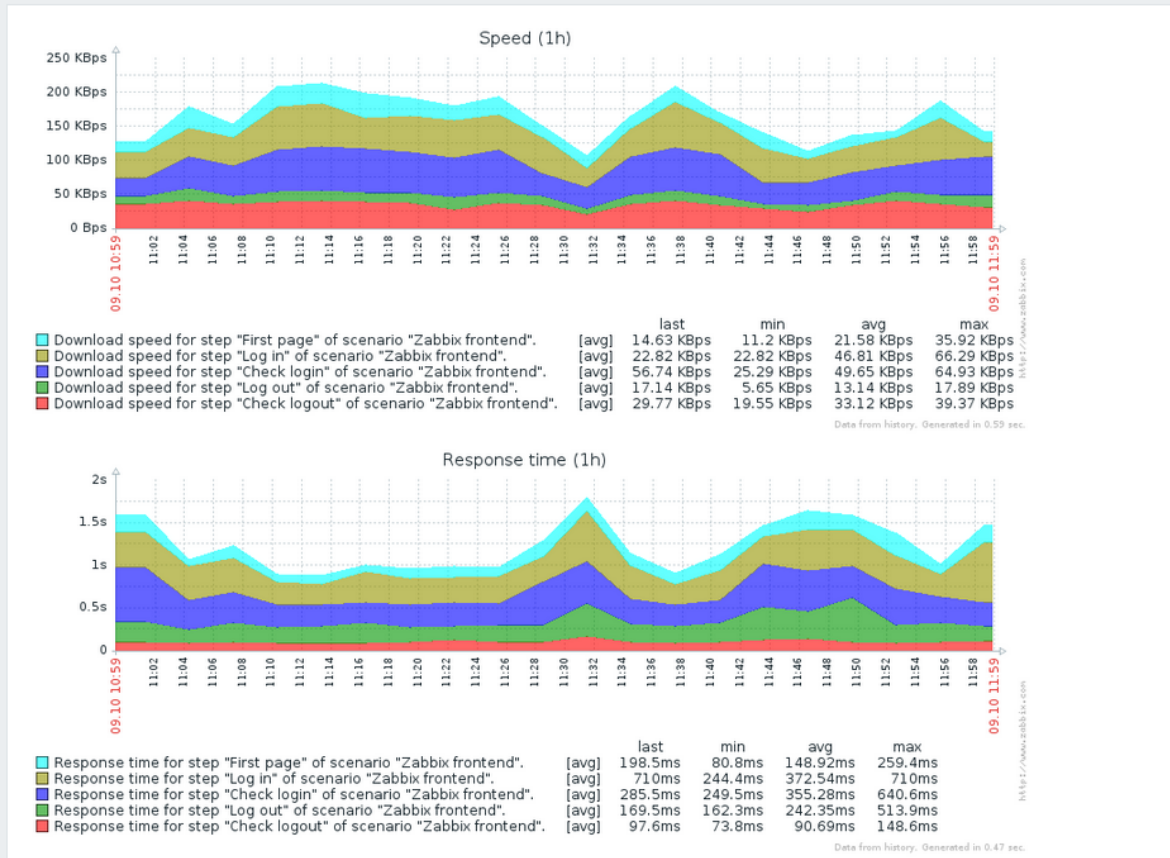 Speed (1h)
250 KBps
200 KBps
150 KBps
100 KBps
50 KBps
0 Bps
09.10 10:59
11:02
11:04
11:06
11:08
11:10
11:12
11:14
11:16
11:18
11:20
11:22
11:24
11:26
11:28
11:30
11:32
11:34
11:36
11:38
11:40
11:42
11:44
11:46
11:48
11:50
11:52
11:54
11:56
11:58
09.10 11:59
http://www.zabbix.com
last min avg max
Download speed for step "First page" of scenario "Zabbix frontend". [avg] 14.63 KBps 11.2 KBps 21.58 KBps 35.92 KBps
Download speed for step "Log in" of scenario "Zabbix frontend". [avg] 22.82 KBps 22.82 KBps 46.81 KBps 66.29 KBps
Download speed for step "Check login" of scenario "Zabbix frontend". [avg] 56.74 KBps 25.29 KBps 49.65 KBps 64.93 KBps
Download speed for step "Log out" of scenario "Zabbix frontend". [avg] 17.14 KBps 5.65 KBps 13.14 KBps 17.89 KBps
Download speed for step "Check logout" of scenario "Zabbix frontend". [avg] 29.77 KBps 19.55 KBps 33.12 KBps 39.37 KBps
Data from history. Generated in 0.59 sec.
Response time (1h)
2s
1.5s
1s
0.5s
0
09.10 10:59
11:02
11:04
11:06
11:08
11:10
11:12
11:14
11:16
11:18
11:20
11:22
11:24
11:26
11:28
11:30
11:32
11:34
11:36
11:38
11:40
11:42
11:44
11:46
11:48
11:50
11:52
11:54
11:56
11:58
09.10 11:59
http://www.zabbix.com
last min avg max
Response time for step "First page" of scenario "Zabbix frontend". [avg] 198.5ms 80.8ms 148.92ms 259.4ms
Response time for step "Log in" of scenario "Zabbix frontend". [avg] 710ms 244.4ms 372.54ms 710ms
Response time for step "Check login" of scenario "Zabbix frontend". [avg] 285.5ms 249.5ms 355.28ms 640.6ms
Response time for step "Log out" of scenario "Zabbix frontend". [avg] 169.5ms 162.3ms 242.35ms 513.9ms
Response time for step "Check logout" of scenario "Zabbix frontend". [avg] 97.6ms 73.8ms 90.69ms 148.6ms
Data from history. Generated in 0.47 sec.